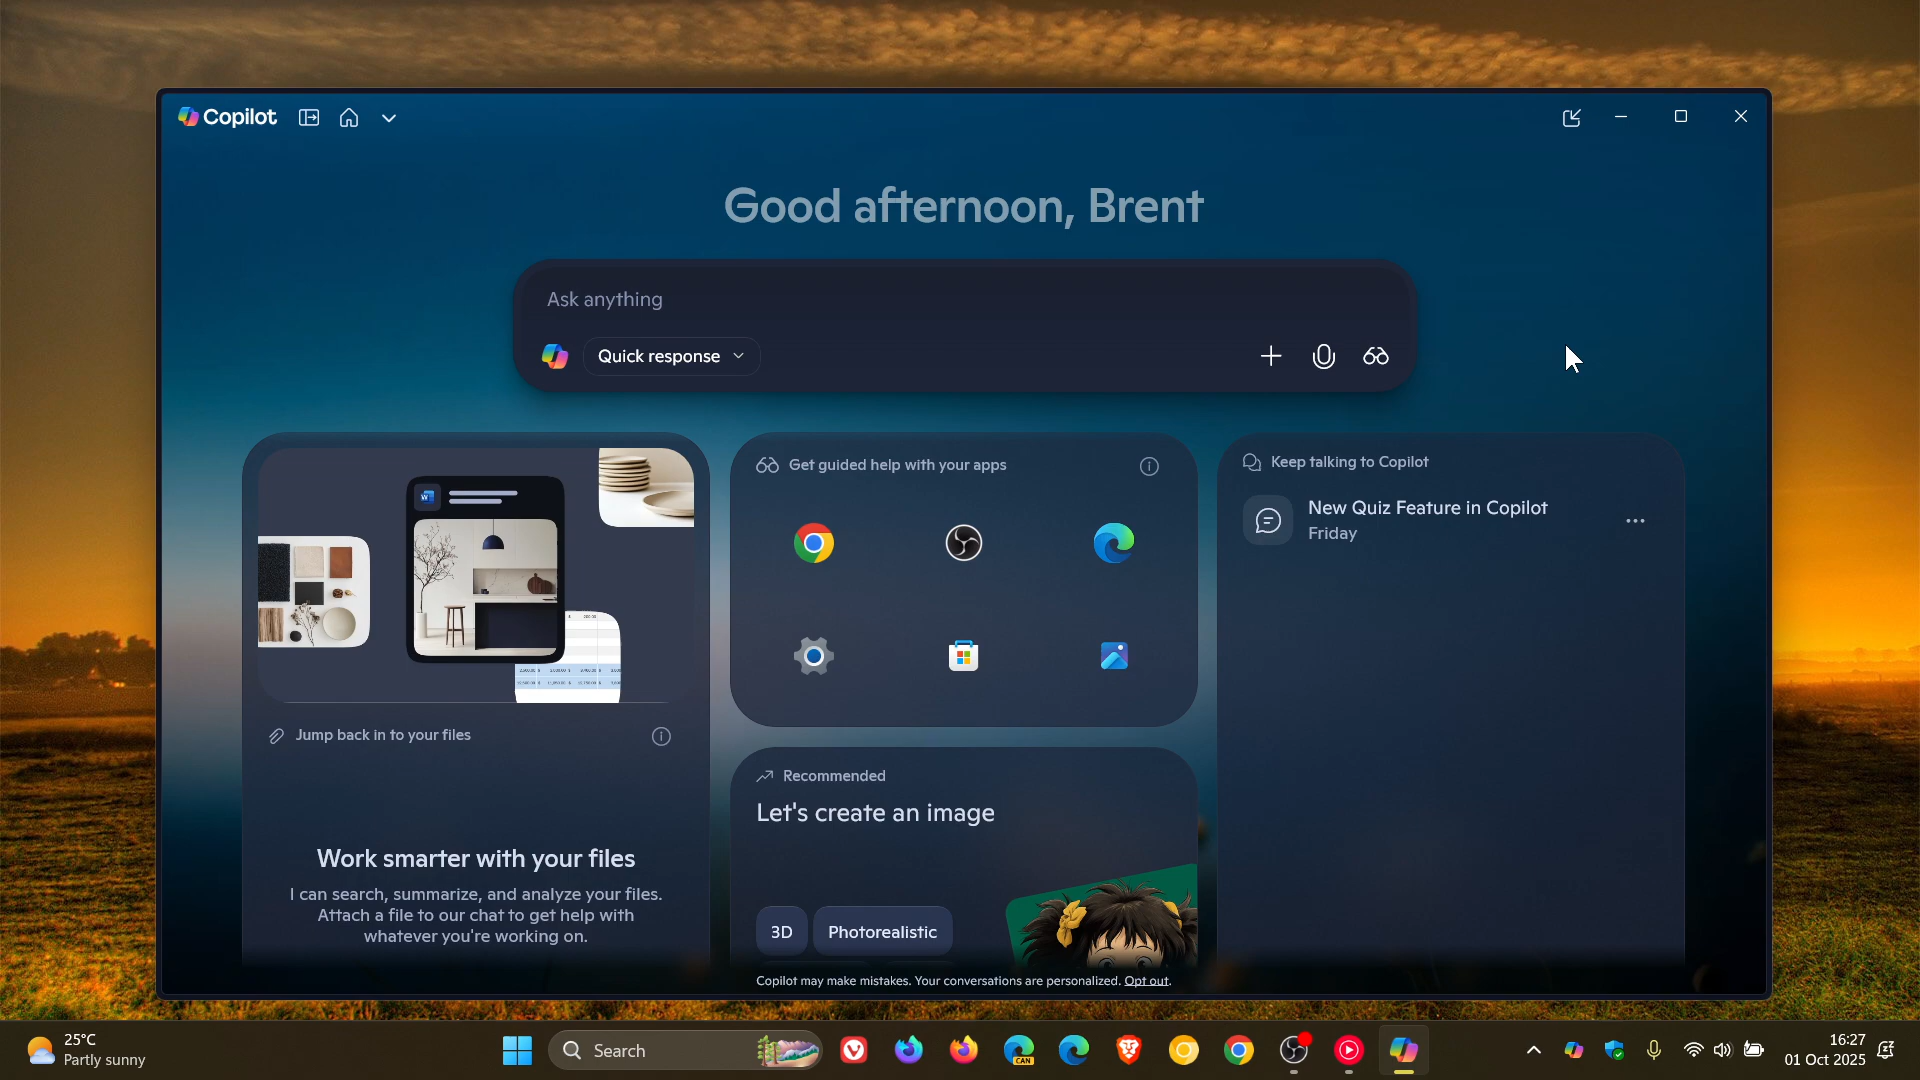 Copilot
Good afternoon, Brent
Ask anything
Quick response
Jump back in to your files
Work smarter with your files
I can search, summarize, and analyze your files.
Attach a file to our chat to get help with
whatever you're working on.
Get guided help with your apps
Recommended
Let's create an image
3D
Photorealistic
Keep talking to Copilot
New Quiz Feature in Copilot
Friday
Copilot may make mistakes. Your conversations are personalized. Opt out.
25°C
Partly sunny
Search
CAN
16:27
01 Oct 2025